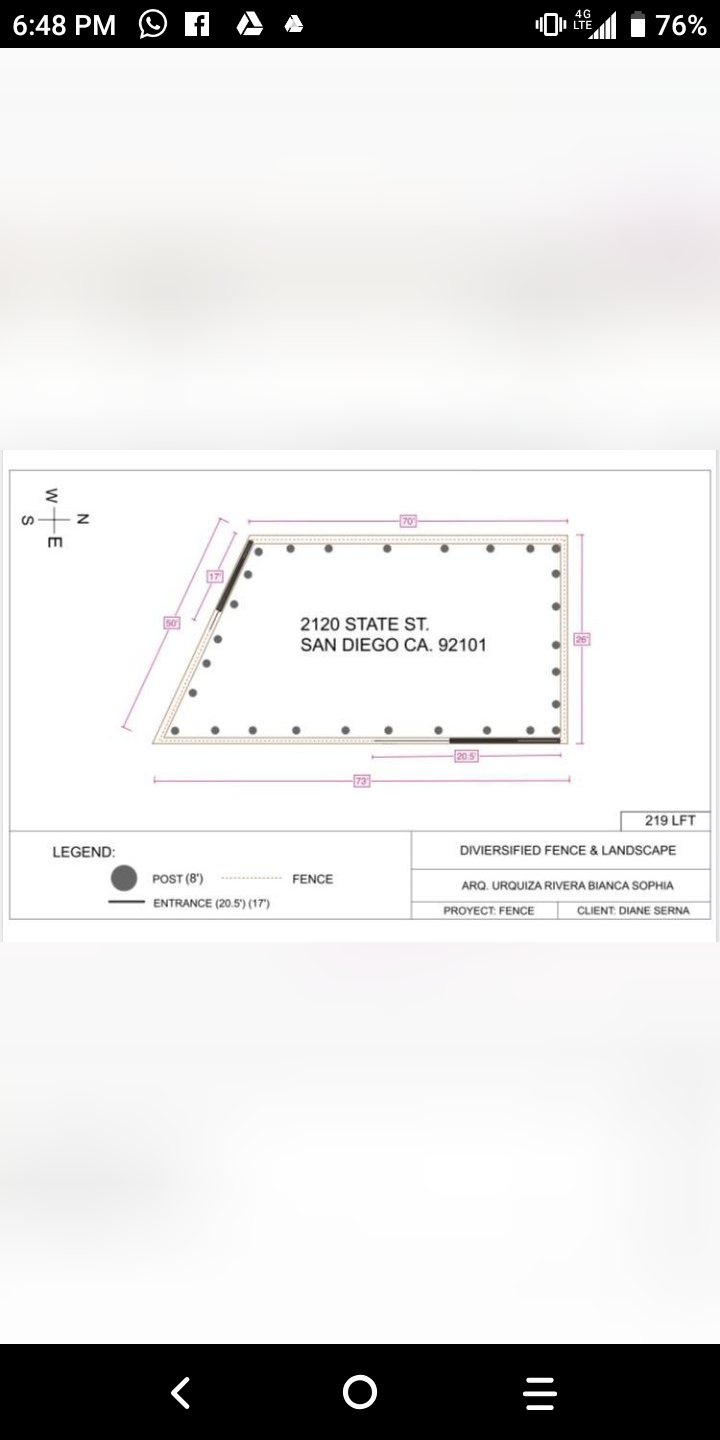 6:48 PM
4G
LTE
76%
W
S
N
E
70'
17'
50'
2120 STATE ST.
SAN DIEGO CA. 92101
26'
20.5'
73'
219 LFT
LEGEND:
POST (8')
FENCE
ENTRANCE (20.5') (17')
DIVIERSIFIED FENCE & LANDSCAPE
ARQ. URQUIZA RIVERA BIANCA SOPHIA
PROYECT: FENCE
CLIENT: DIANE SERNA